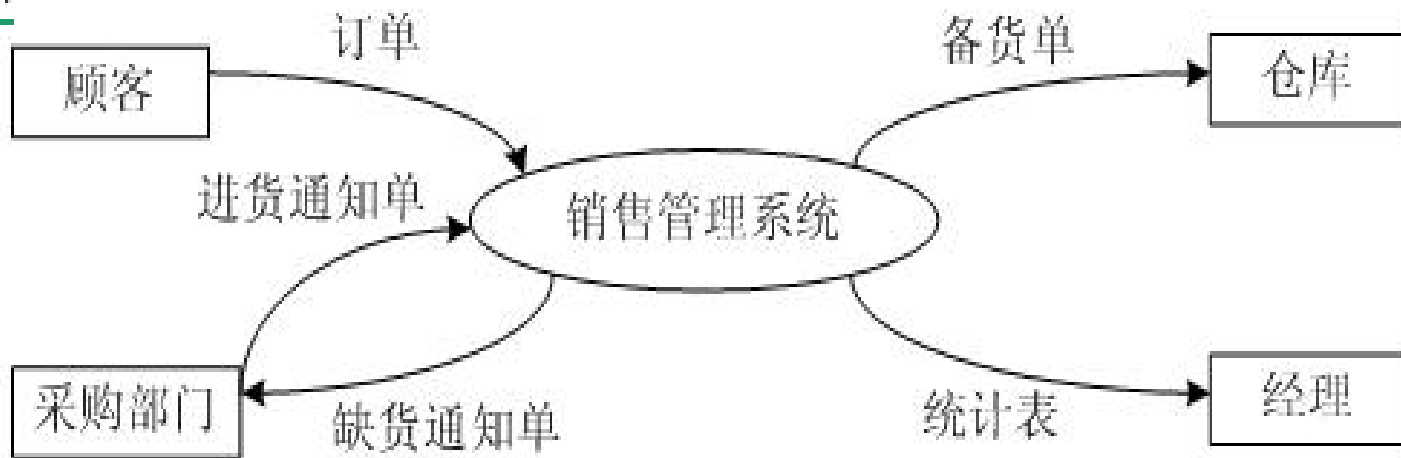 订单
备货单
顾客
仓库
进货通知单
销售管理系统
采购部门
缺货通知单
统计表
经理